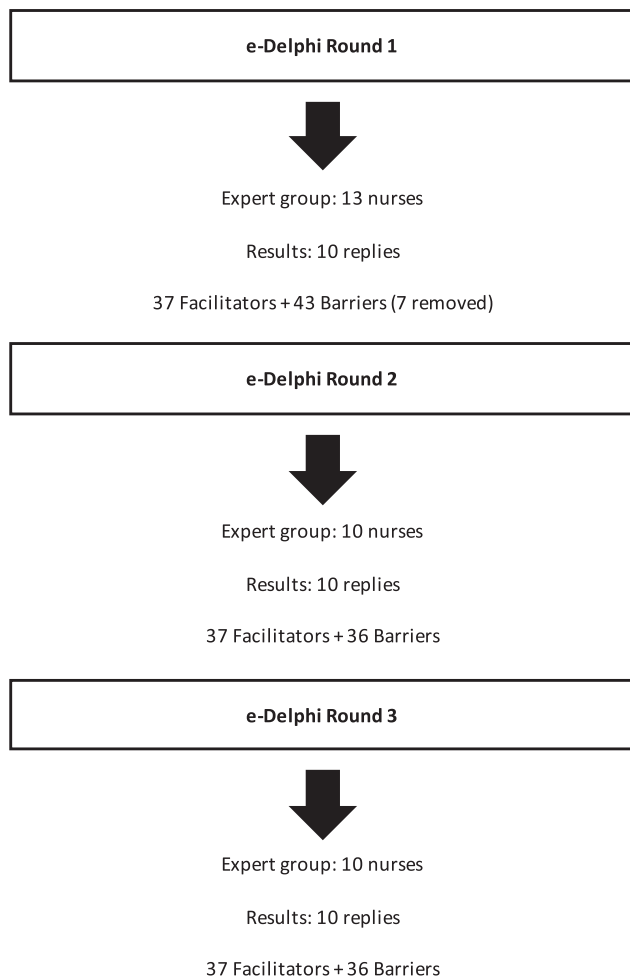 e-Delphi Round 1
Expert group: 13 nurses
Results: 10 replies
37 Facilitators + 43 Barriers (7 removed)
e-Delphi Round 2
Expert group: 10 nurses
Results: 10 replies
37 Facilitators + 36 Barriers
e-Delphi Round 3
Expert group: 10 nurses
Results: 10 replies
37 Facilitators + 36 Barriers